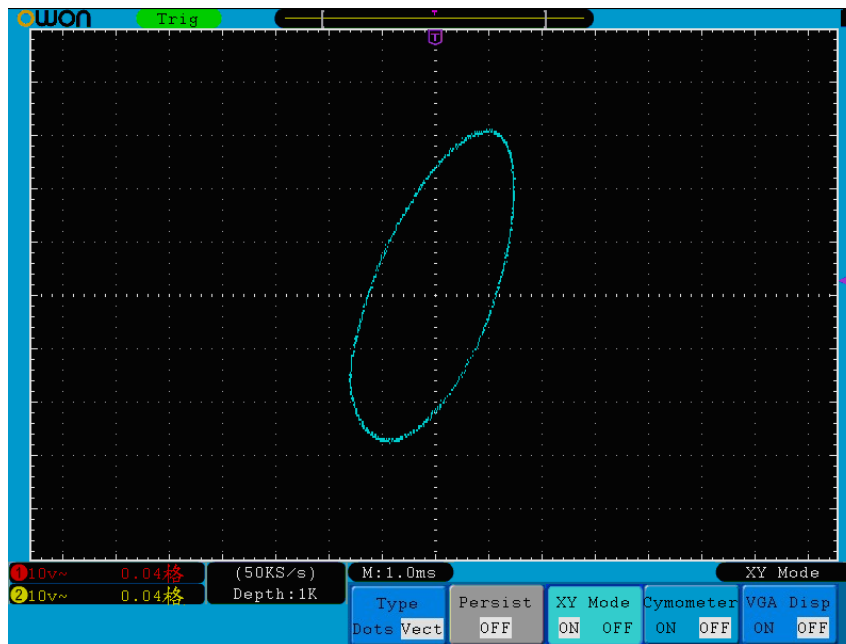 OWON Trig
T
1 10v~ 0.04格 (50KS/s) M:1.0ms XY Mode
2 10v~ 0.04格 Depth:1K
Type Persist XY Mode Cymometer VGA Disp
Dots Vect OFF ON OFF ON OFF ON OFF